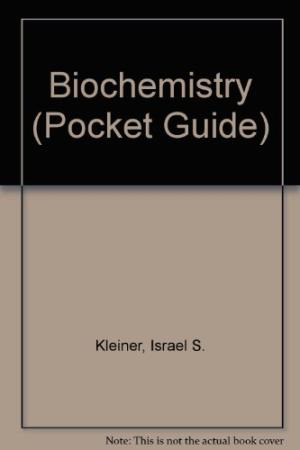 Biochemistry
(Pocket Guide)
Kleiner, Israel S.
Note: This is not the actual book cover